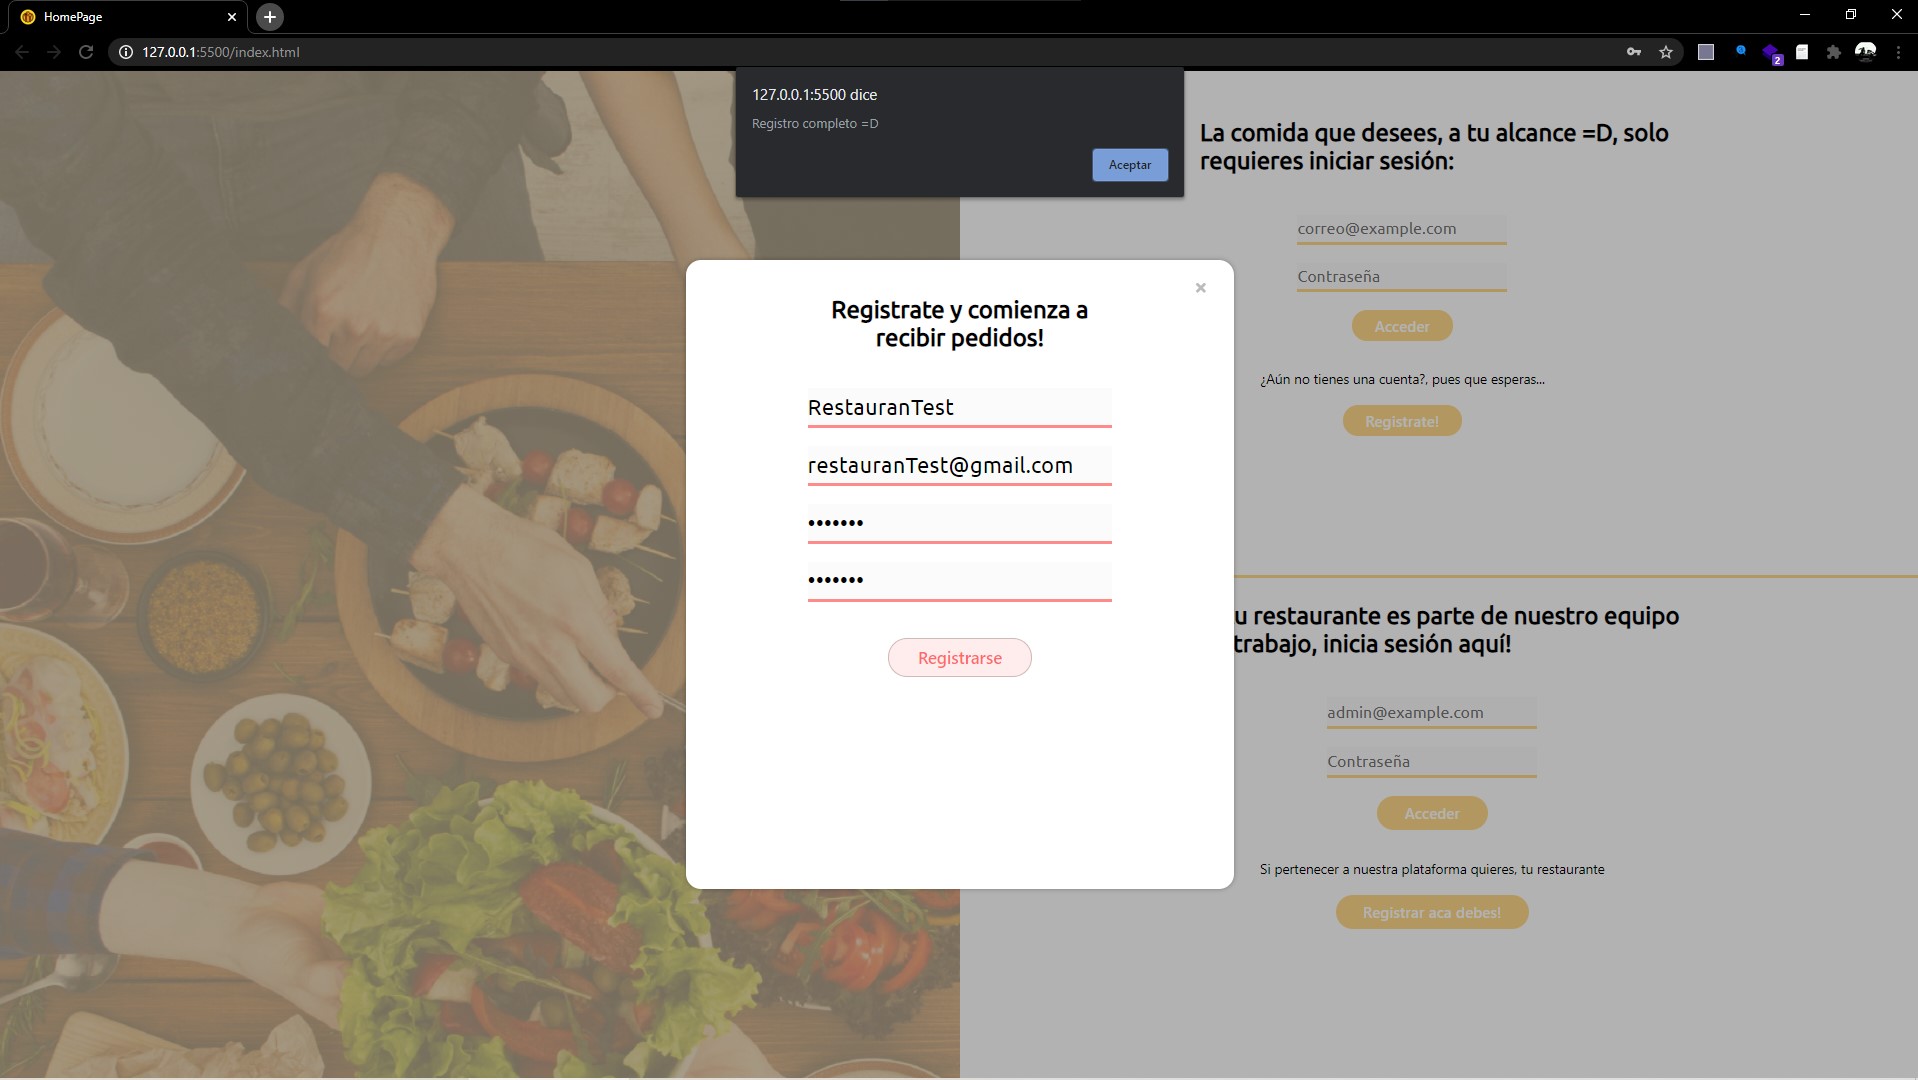 HomePage
127.0.0.1:5500/index.html
2
127.0.0.1:5500 dice
Registro completo =D
Aceptar
La comida que desees, a tu alcance =D, solo
requieres iniciar sesión:
correo@example.com
Contraseña
Acceder
¿Aún no tienes una cuenta?, pues que esperas...
Registrate!
Registrate y comienza a
recibir pedidos!
RestauranTest
restauranTest@gmail.com
•••••••
•••••••
Registrarse
u restaurante es parte de nuestro equipo
trabajo, inicia sesión aquí!
admin@example.com
Contraseña
Acceder
Si pertenecer a nuestra plataforma quieres, tu restaurante
Registrar aca debes!